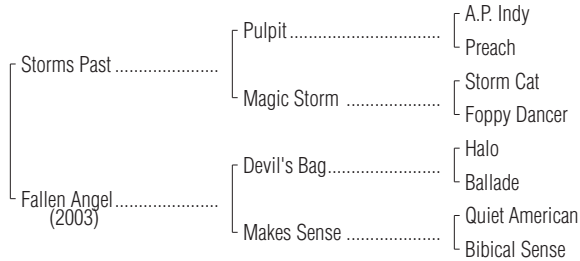 A.P. Indy
Pulpit
Preach
Storms Past
Storm Cat
Magic Storm
Foppy Dancer
Halo
Devil's Bag
Ballade
Fallen Angel
(2003)
Quiet American
Makes Sense
Bibical Sense